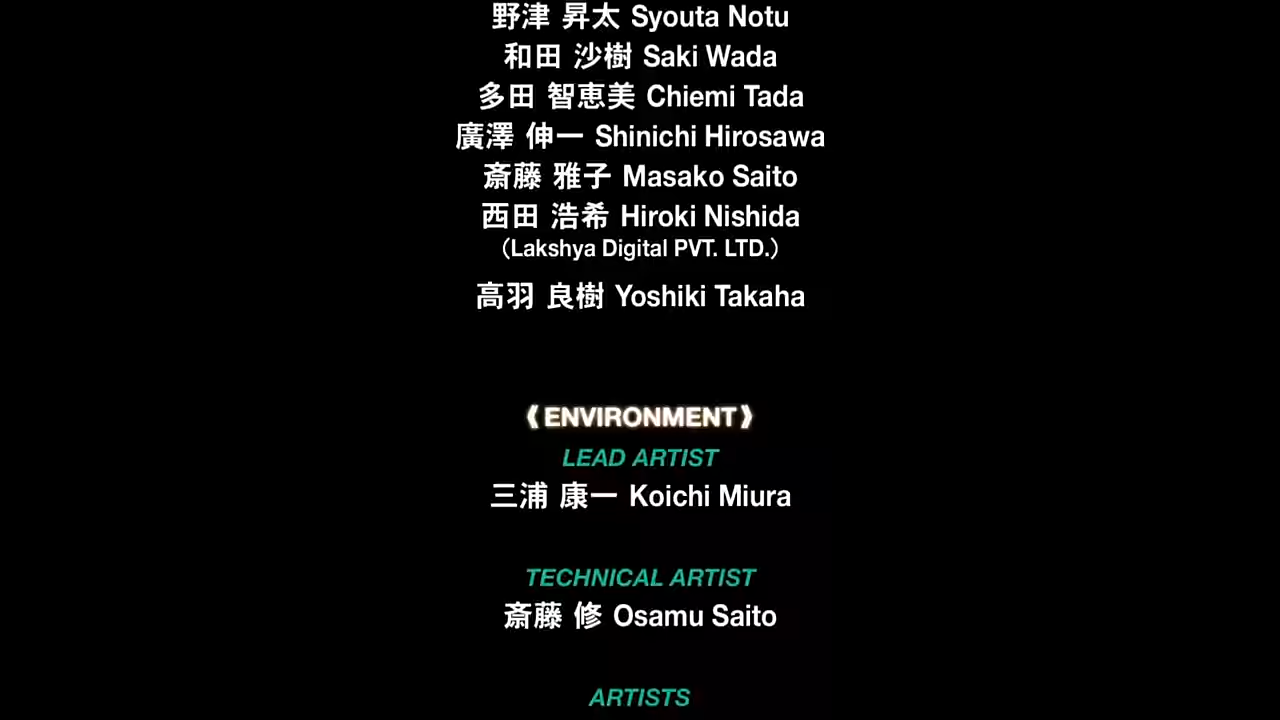 野津 昇太 Syouta Notu
和田 沙樹 Saki Wada
多田 智恵美 Chiemi Tada
廣澤 伸一 Shinichi Hirosawa
斎藤 雅子 Masako Saito
西田 浩希 Hiroki Nishida
（Lakshya Digital PVT. LTD.）
高羽 良樹 Yoshiki Takaha
《ENVIRONMENT》
LEAD ARTIST
三浦 康一 Koichi Miura
TECHNICAL ARTIST
斎藤 修 Osamu Saito
ARTISTS